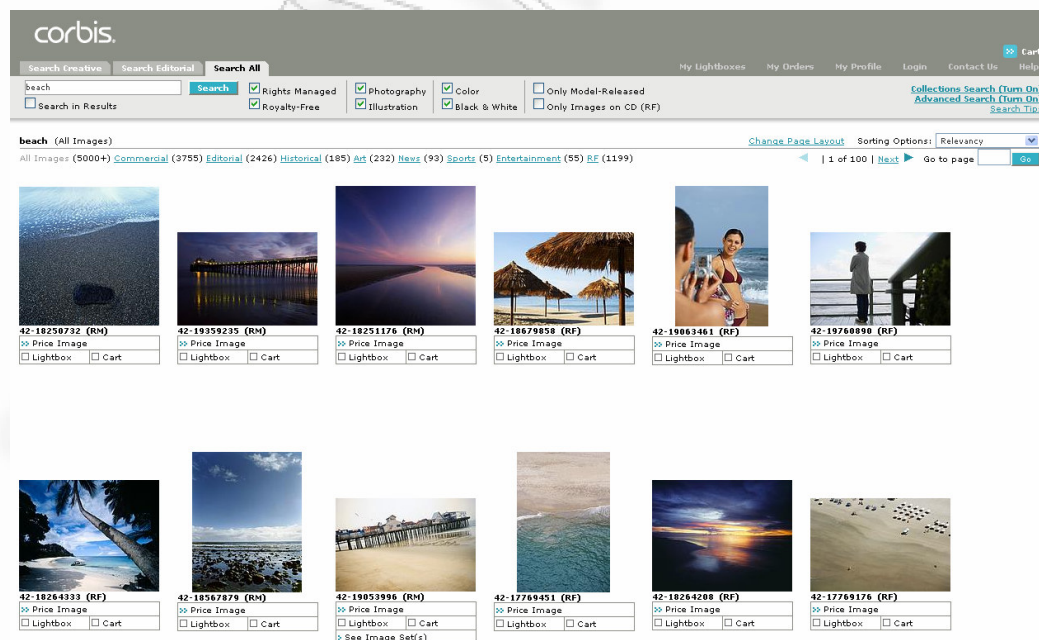 corbis.
Cart
Search Creative Search Editorial Search All
My Lightboxes My Orders My Profile Login Contact Us Help
beach Search Rights Managed Photography Color Only Model-Released
Collections Search (Turn On
Search in Results Royalty-Free Illustration Black & White Only Images on CD (RF)
Advanced Search (Turn On
Search Tips
beach (All Images) Change Page Layout Sorting Options: Relevancy
All Images (5000+) Commercial (3755) Editorial (2426) Historical (185) Art (232) News (93) Sports (5) Entertainment (55) RF (1199) | 1 of 100 | Next Go to page Go
42-18250732 (RM) 42-19359235 (RM) 42-18251176 (RM) 42-18679858 (RF) 42-19063461 (RF) 42-19760890 (RF)
Price Image Price Image Price Image Price Image Price Image Price Image
Lightbox Cart Lightbox Cart Lightbox Cart Lightbox Cart Lightbox Cart Lightbox Cart
42-18264333 (RF) 42-18567879 (RM) 42-19053996 (RM) 42-17769451 (RF) 42-18264208 (RF) 42-17769176 (RF)
Price Image Price Image Price Image Price Image Price Image Price Image
Lightbox Cart Lightbox Cart Lightbox Cart Lightbox Cart Lightbox Cart Lightbox Cart
See Image Set(s)